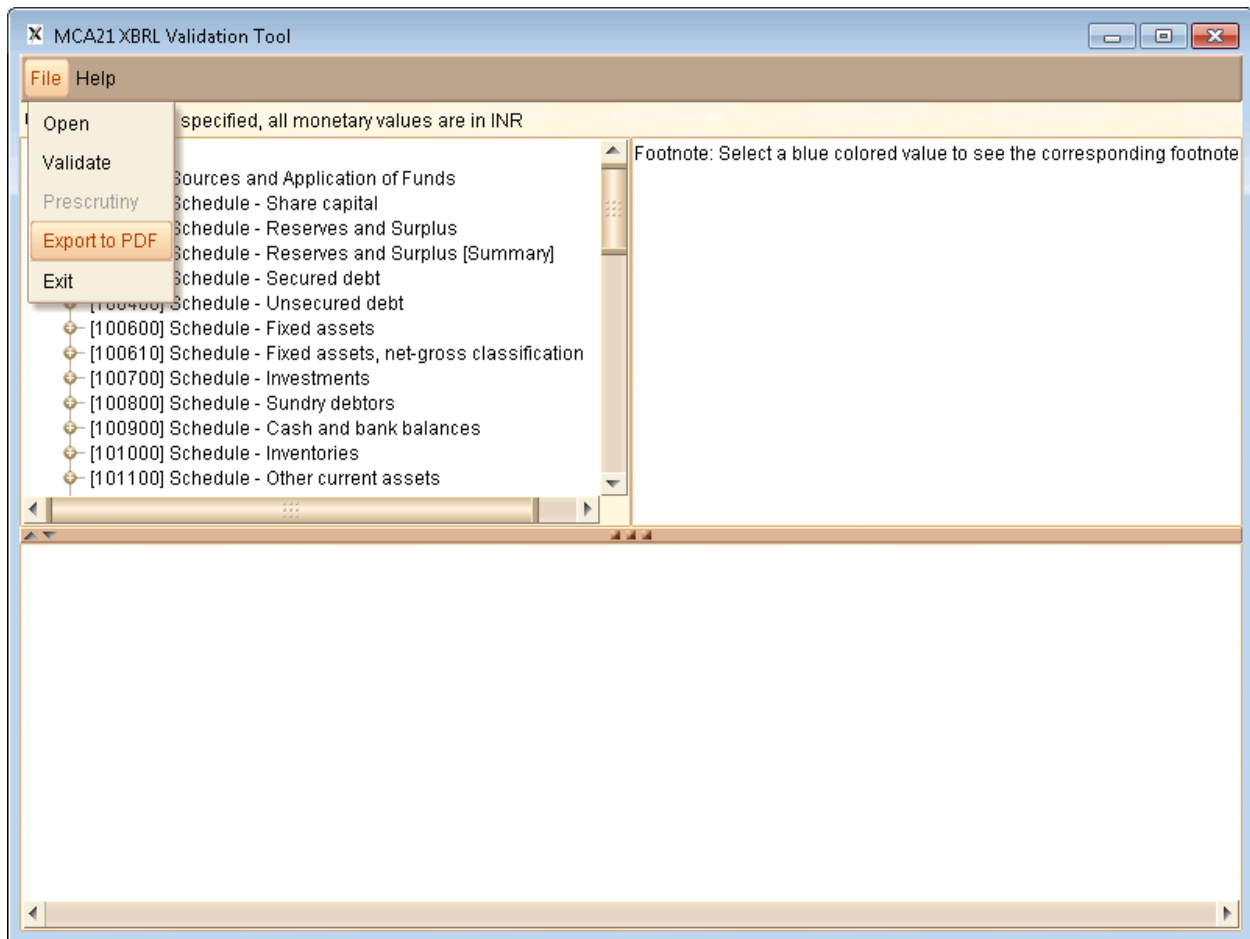 MCA21 XBRL Validation Tool
File Help
specified, all monetary values are in INR
Open
Validate
Prescrutiny
Export to PDF
Exit
Sources and Application of Funds
Schedule - Share capital
Schedule - Reserves and Surplus
Schedule - Reserves and Surplus [Summary]
Schedule - Secured debt
[100400] Schedule - Unsecured debt
[100600] Schedule - Fixed assets
[100610] Schedule - Fixed assets, net-gross classification
[100700] Schedule - Investments
[100800] Schedule - Sundry debtors
[100900] Schedule - Cash and bank balances
[101000] Schedule - Inventories
[101100] Schedule - Other current assets
Footnote: Select a blue colored value to see the corresponding footnote